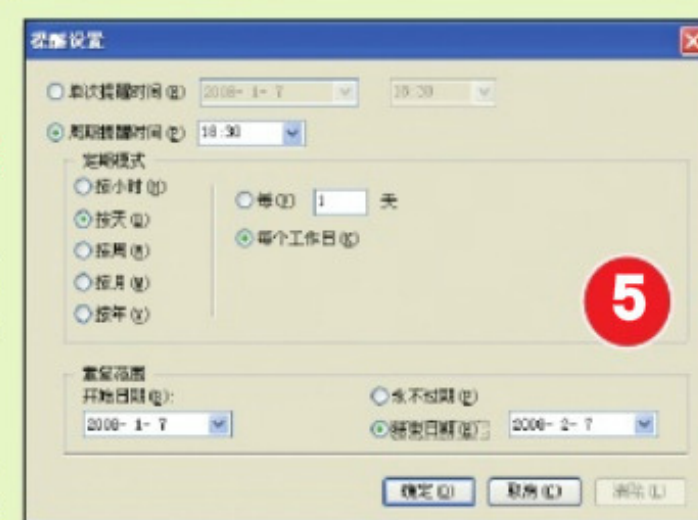 提醒设置
单次提醒时间(R) 2008- 1- 7 18:30
周期提醒时间(P) 18:30
定期模式
按小时(H)
按天(D)
按周(W)
按月(M)
按年(Y)
每(V) 1 天
每个工作日(K)
5
重复范围
开始日期(B):
2008- 1- 7
永不过期(P)
结束日期(E): 2008- 2- 7
确定(O) 取消(C) 清除(L)